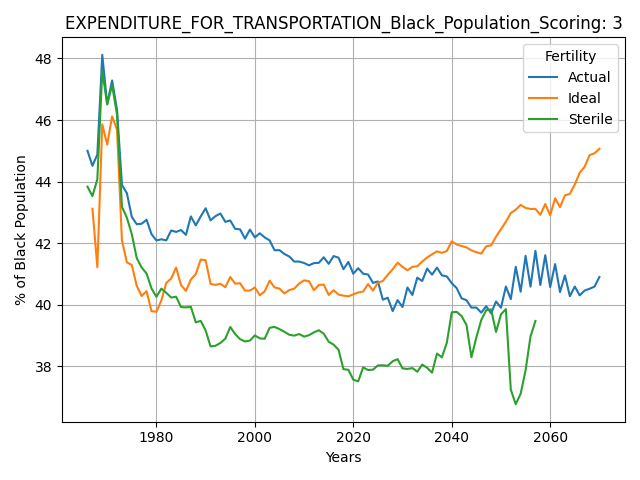 EXPENDITURE_FOR_TRANSPORTATION_Black_Population_Scoring: 3
Fertility
Actual
Ideal
Sterile
% of Black Population
48
46
44
42
40
38
1980 2000 2020 2040 2060
Years